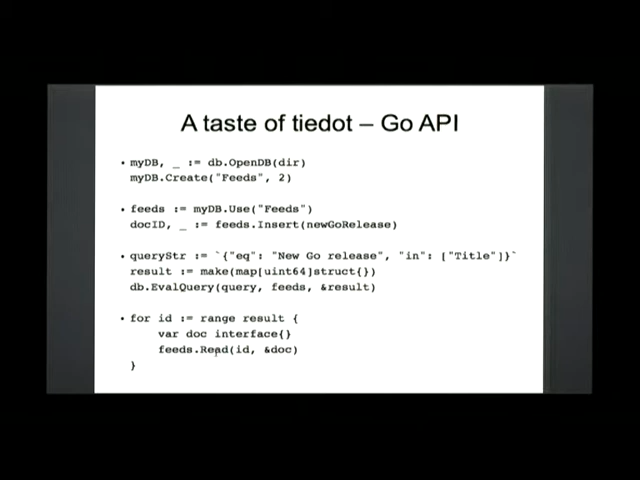 A taste of tiedot – Go API
• myDB, _ := db.OpenDB(dir)
myDB.Create("Feeds", 2)
• feeds := myDB.Use("Feeds")
docID, _ := feeds.Insert(newGoRelease)
• queryStr := `{"eq": "New Go release", "in": ["Title"]}`
result := make(map[uint64]struct{})
db.EvalQuery(query, feeds, &result)
• for id := range result {
var doc interface{}
feeds.Read(id, &doc)
}